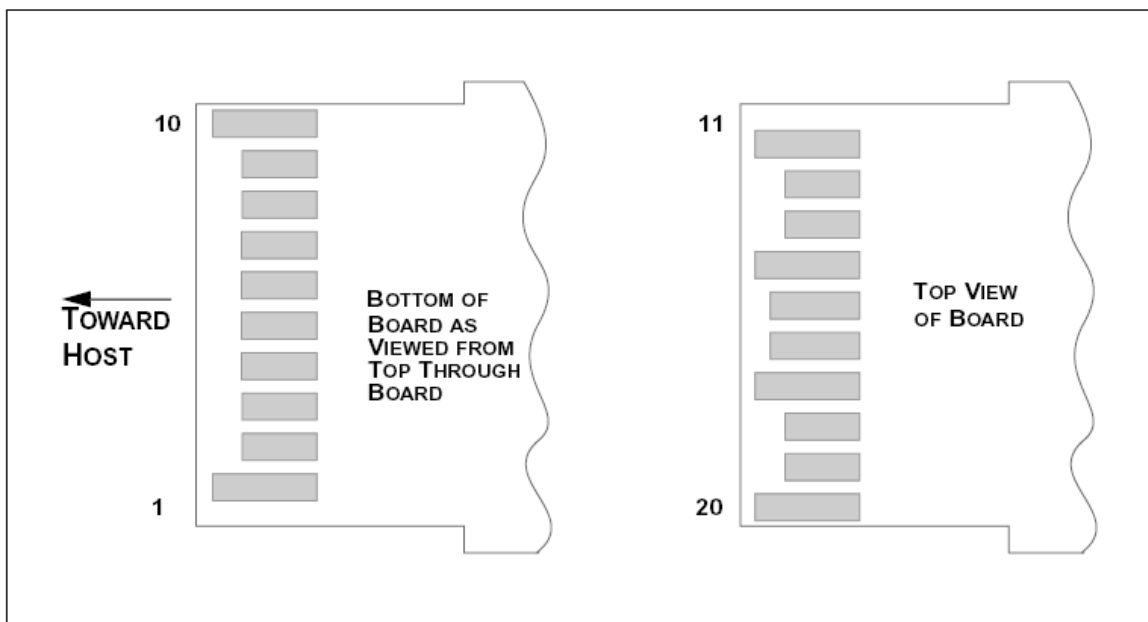 10
1
TOWARD
HOST
BOTTOM OF
BOARD AS
VIEWED FROM
TOP THROUGH
BOARD
11
20
TOP VIEW
OF BOARD